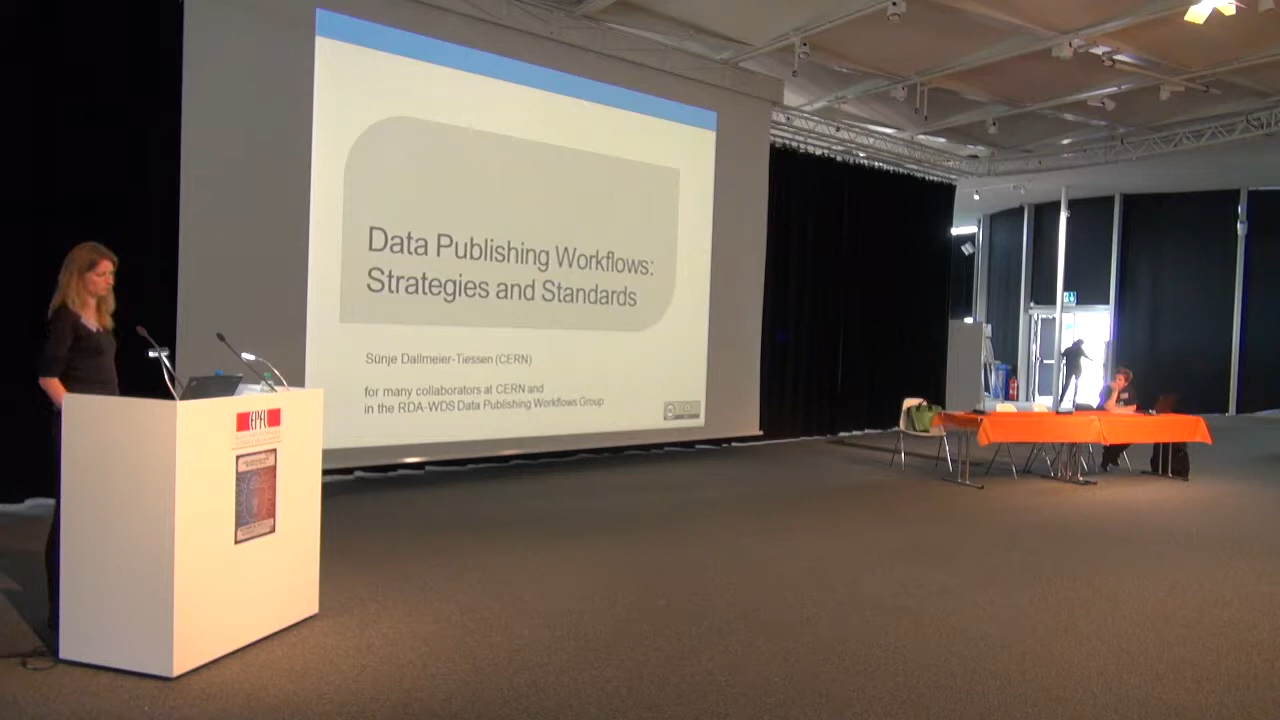 Data Publishing Workflows:
Strategies and Standards
Sünje Dallmeier-Tiessen (CERN)
for many collaborators at CERN and
in the RDA-WDS Data Publishing Workflows Group
EPFL